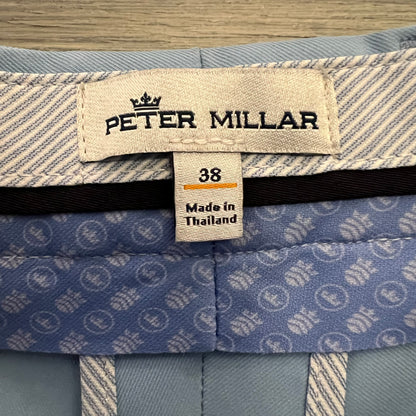 PETER MILLAR
38
Made in
Thailand